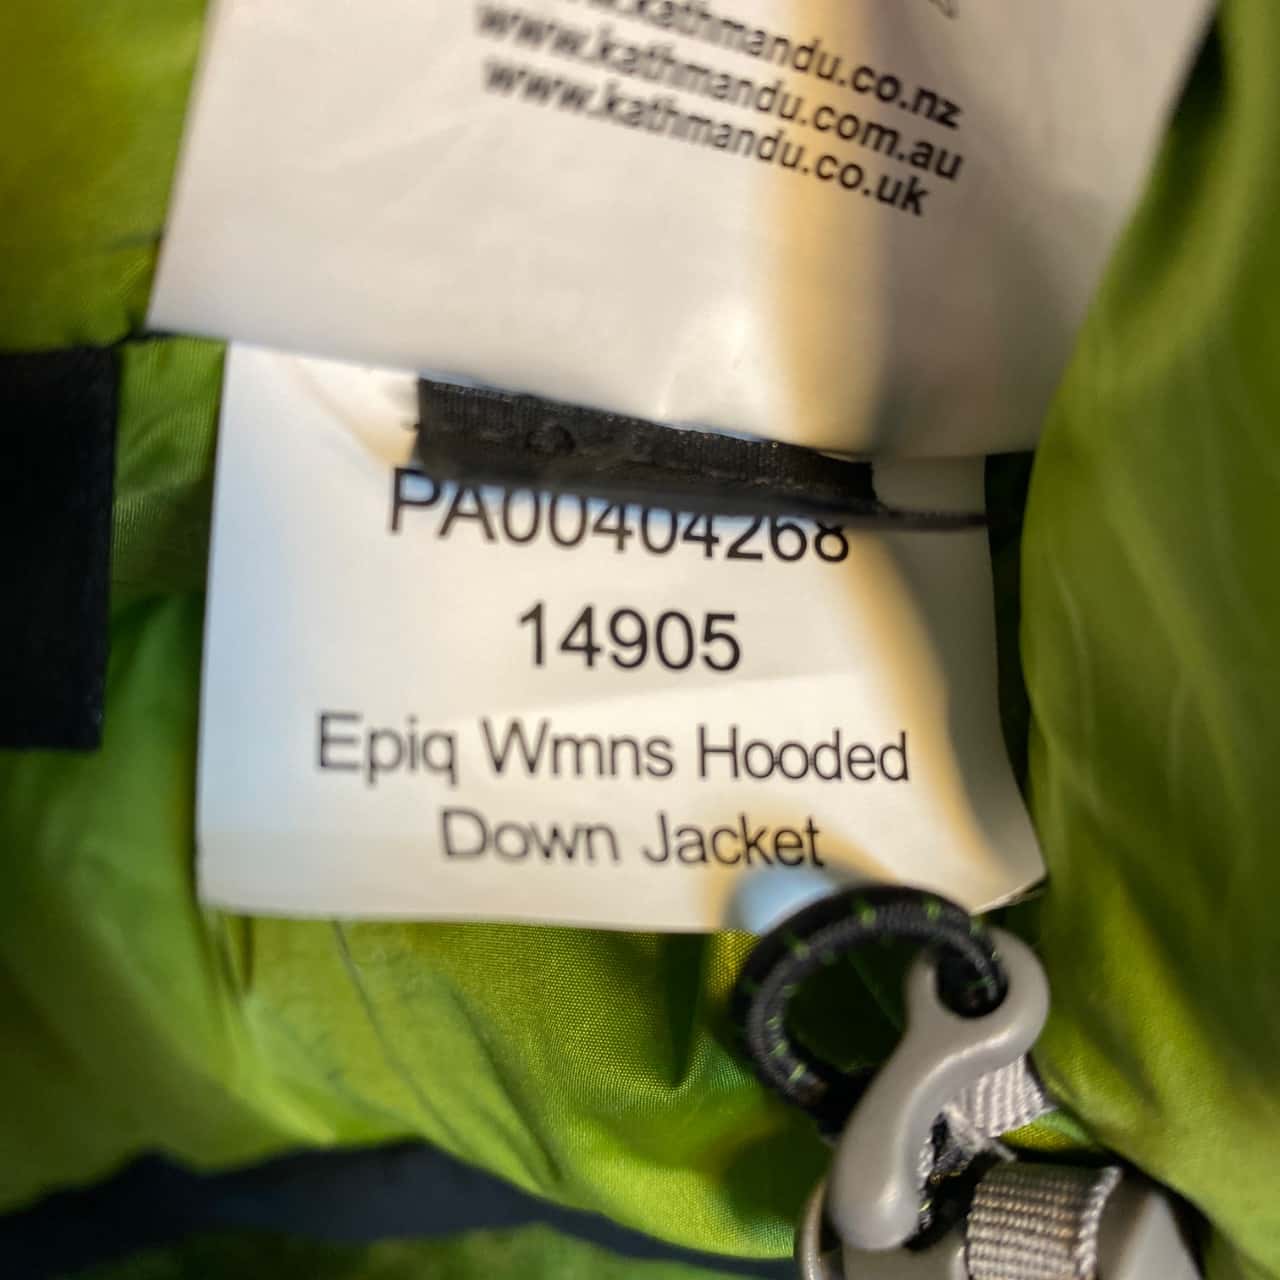 www.kathmandu.co.nz
www.kathmandu.com.au
www.kathmandu.co.uk
PA00404268
14905
Epiq Wmns Hooded
Down Jacket